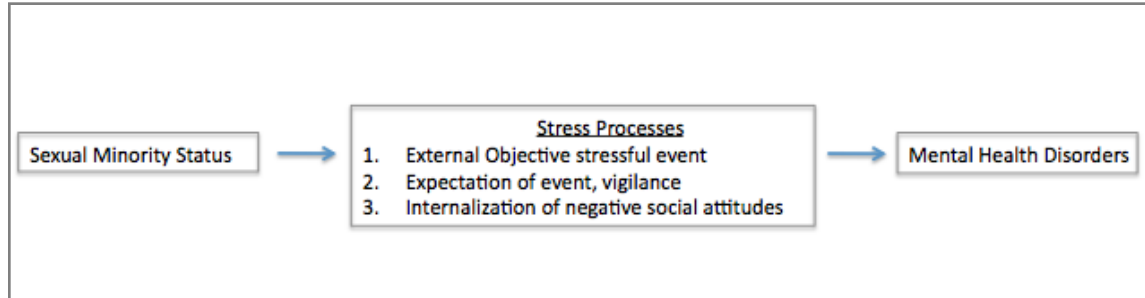 Sexual Minority Status
Stress Processes
1. External Objective stressful event
2. Expectation of event, vigilance
3. Internalization of negative social attitudes
Mental Health Disorders